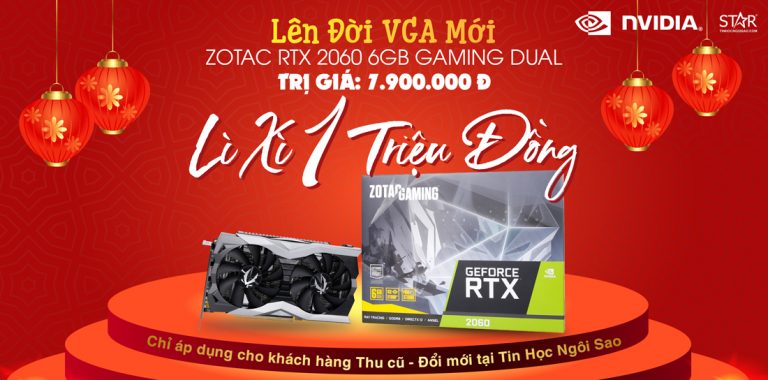 Lên Đời VGA Mới
NVIDIA.
STAR
ZOTAC RTX 2060 6GB GAMING DUAL
TRỊ GIÁ: 7.900.000 Đ
Lì Xì 1 Triệu Đồng
ZOTAC GAMING
GEFORCE
RTX
2060
6GB
Chỉ áp dụng cho khách hàng Thu cũ - Đổi mới tại Tin Học Ngôi Sao